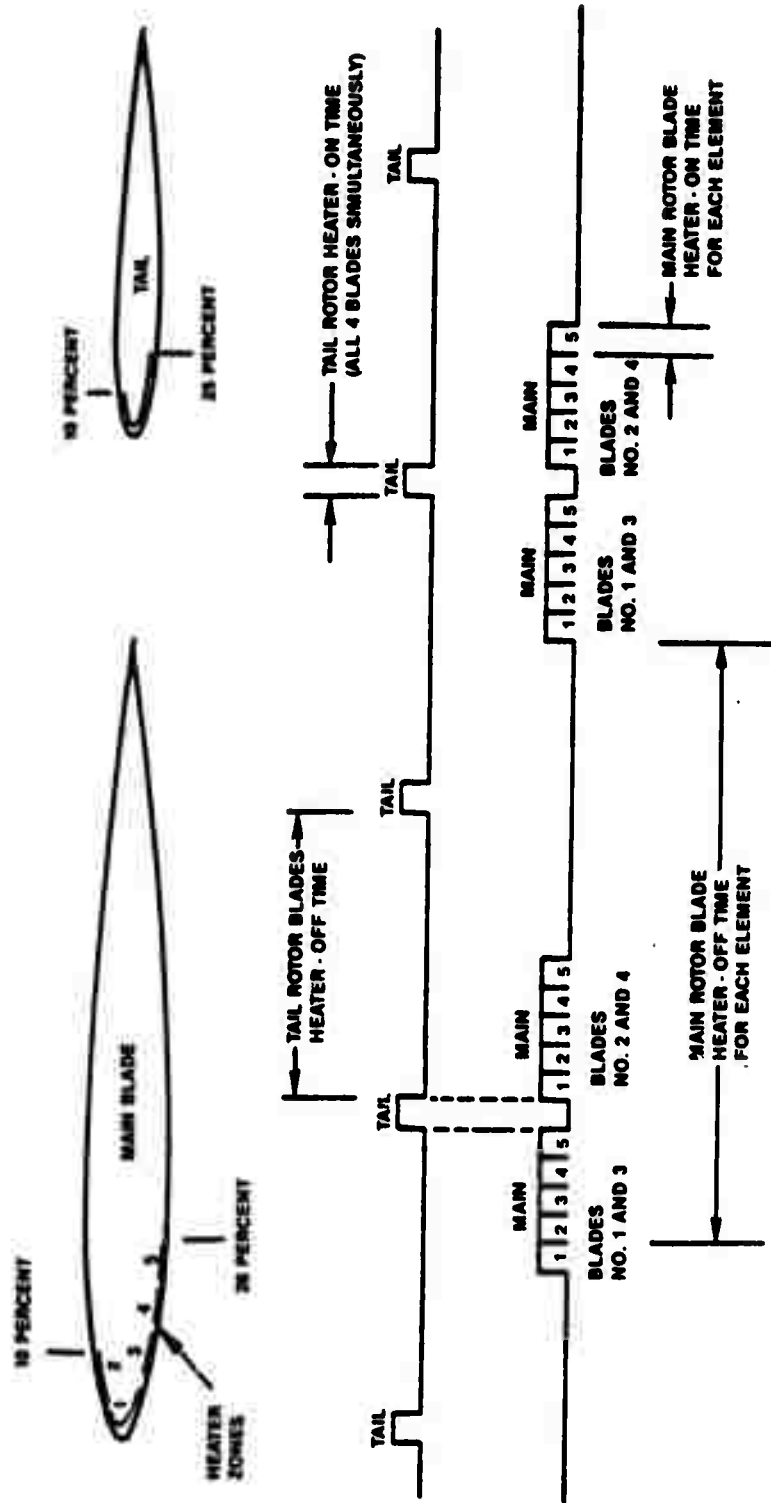 10 PERCENT
MAIN BLADE
1
2
3
4
5
HEATER
ZONES
10 PERCENT
TAIL
25 PERCENT
TAIL ROTOR BLADES
HEATER - OFF TIME
TAIL ROTOR HEATER - ON TIME
(ALL 4 BLADES SIMULTANEOUSLY)
TAIL
TAIL
TAIL
TAIL
TAIL
MAIN
1 2 3 4 5
BLADES
NO. 1 AND 3
MAIN
1 2 3 4 5
BLADES
NO. 2 AND 4
MAIN
1 2 3 4 5
BLADES
NO. 1 AND 3
MAIN
1 2 3 4 5
BLADES
NO. 2 AND 4
MAIN ROTOR BLADE
HEATER - OFF TIME
FOR EACH ELEMENT
MAIN ROTOR BLADE
HEATER - ON TIME
FOR EACH ELEMENT